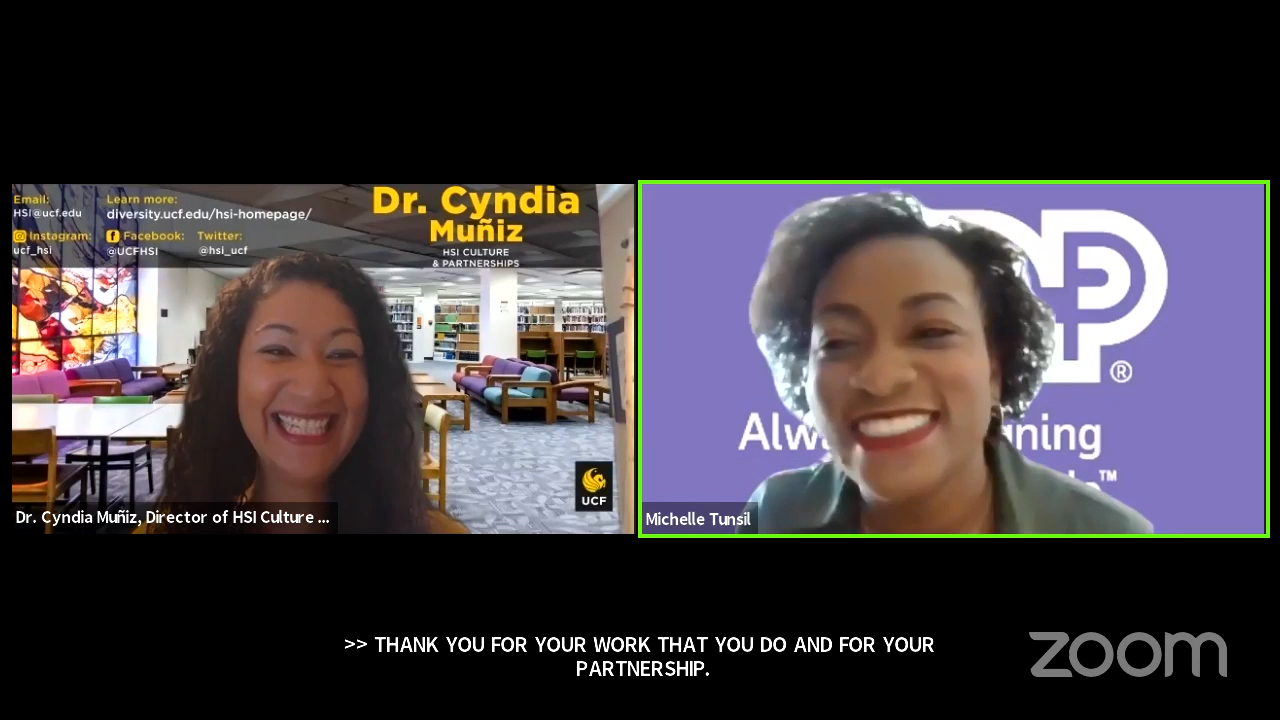 Email:
HSI@ucf.edu
Learn more:
diversity.ucf.edu/hsi-homepage/
Instagram:
ucf_hsi
Facebook:
@UCFHSI
Twitter:
@hsi_ucf
Dr. Cyndia
Muñiz
HSI CULTURE
& PARTNERSHIPS
UCF
Dr. Cyndia Muñiz, Director of HSI Culture ...
P®
™
Michelle Tunsil
>> THANK YOU FOR YOUR WORK THAT YOU DO AND FOR YOUR
PARTNERSHIP.
zoom